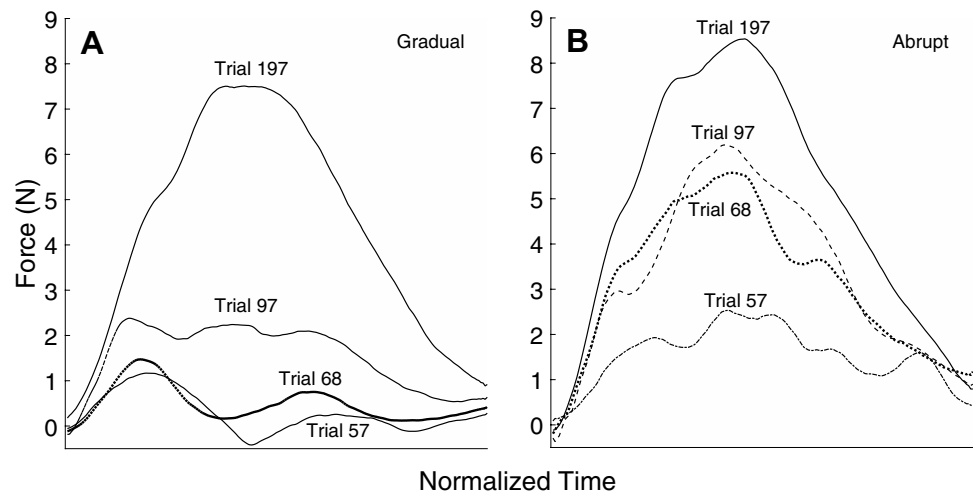 A
Gradual
Force (N)
9
8
7
6
5
4
3
2
1
0
Trial 197
Trial 97
Trial 68
Trial 57
B
Abrupt
9
8
7
6
5
4
3
2
1
0
Trial 197
Trial 97
Trial 68
Trial 57
Normalized Time